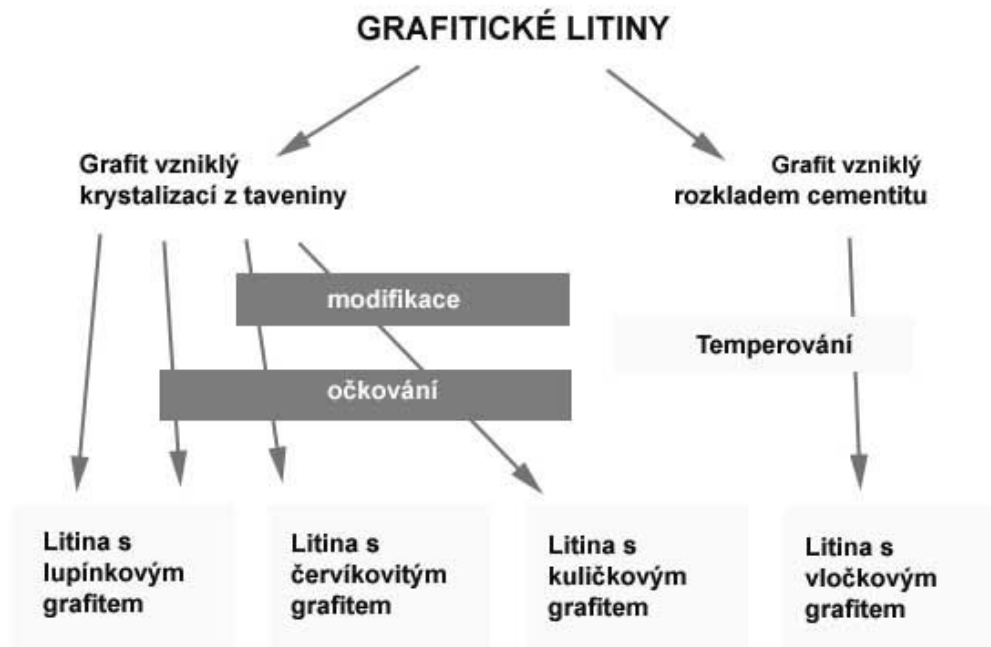 GRAFITICKÉ LITINY
Grafit vzniklý
krystalizací z taveniny
Grafit vzniklý
rozkladem cementitu
modifikace
Temperování
očkování
Litina s
lupínkovým
grafitem
Litina s
červíkovitým
grafitem
Litina s
kuličkovým
grafitem
Litina s
vločkovým
grafitem